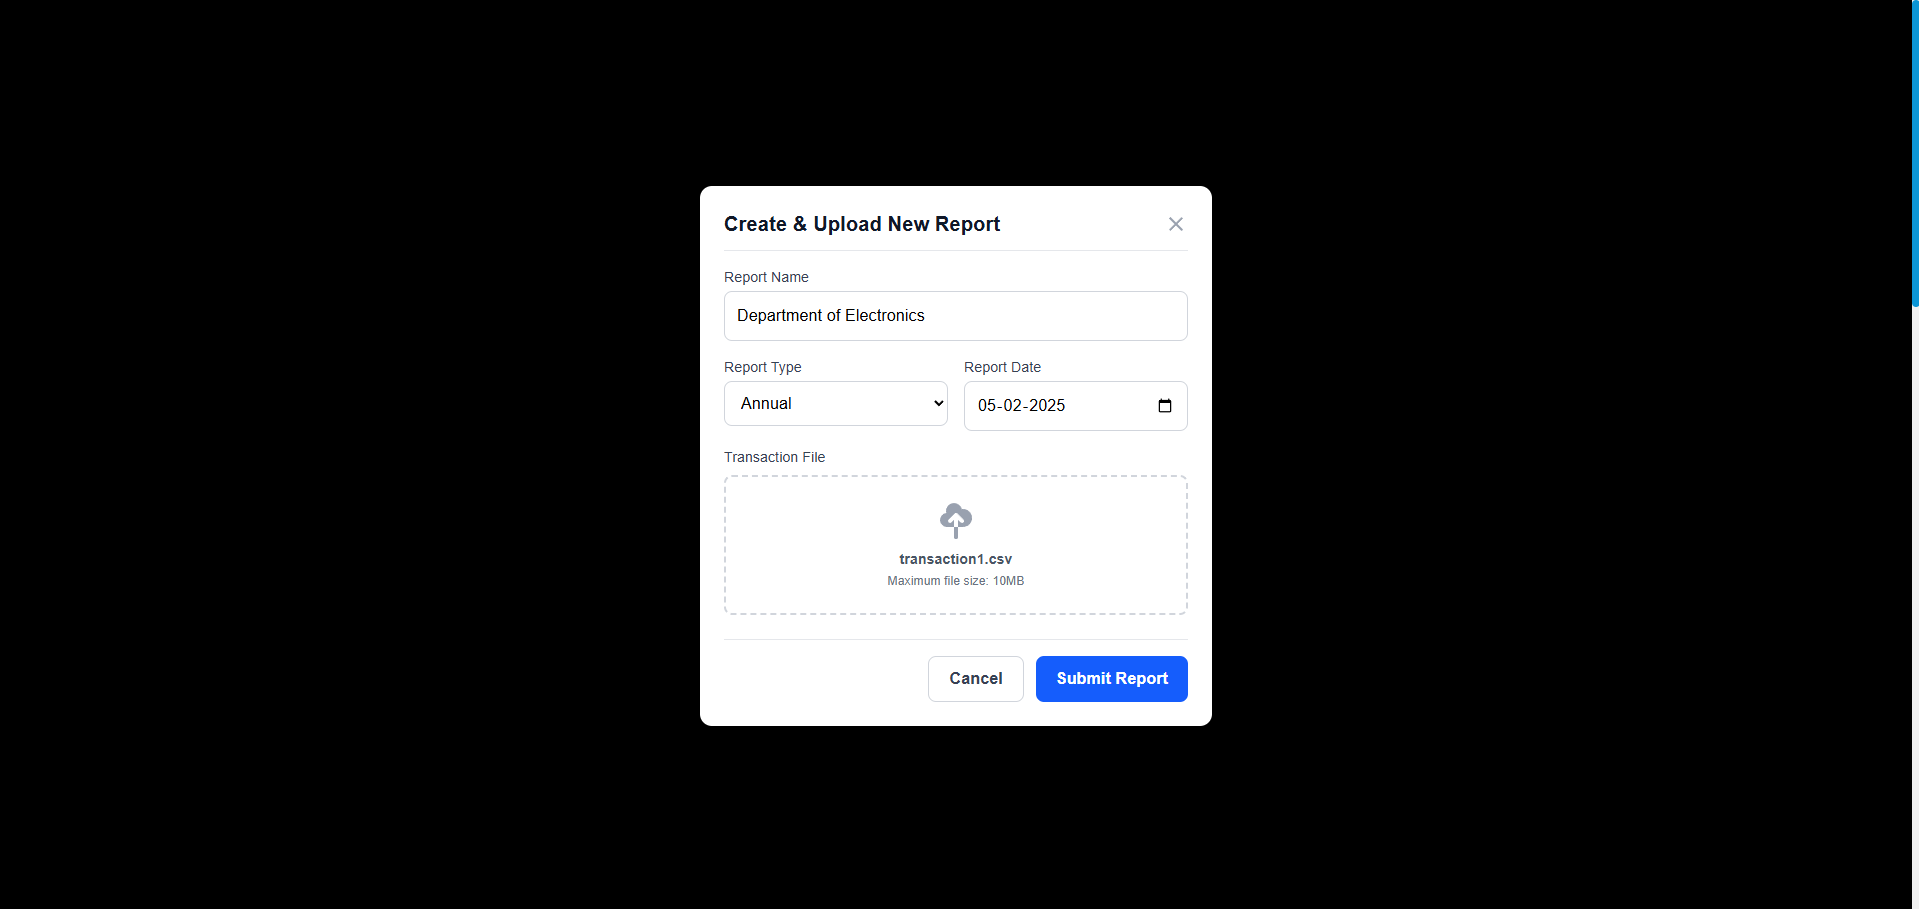 Create & Upload New Report
Report Name
Department of Electronics
Report Type
Report Date
Annual
05-02-2025
Transaction File
transaction1.csv
Maximum file size: 10MB
Cancel
Submit Report